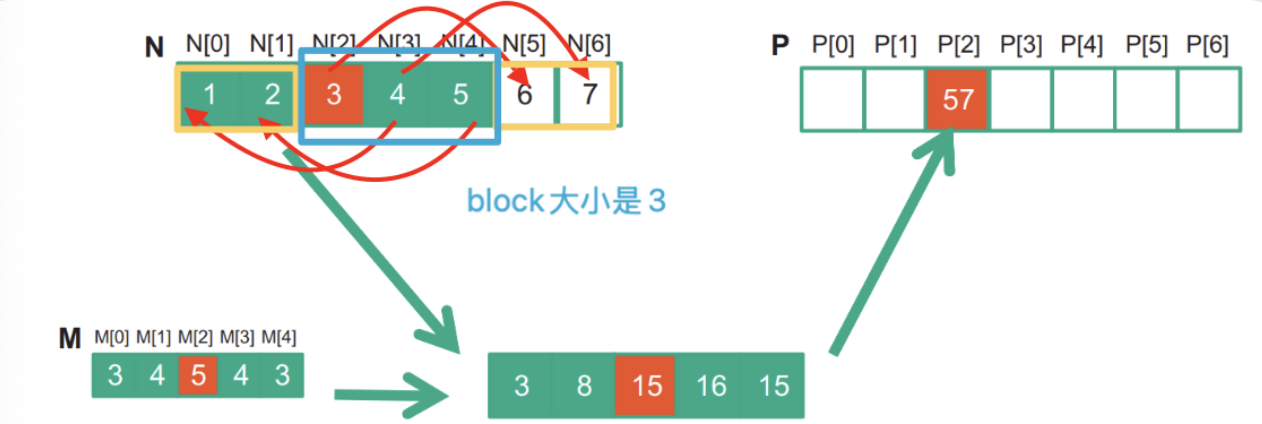 N N[0] N[1] N[2] N[3] N[4] N[5] N[6]
1 2 3 4 5 6 7
P P[0] P[1] P[2] P[3] P[4] P[5] P[6]
57
block大小是3
M M[0] M[1] M[2] M[3] M[4]
3 4 5 4 3
3 8 15 16 15